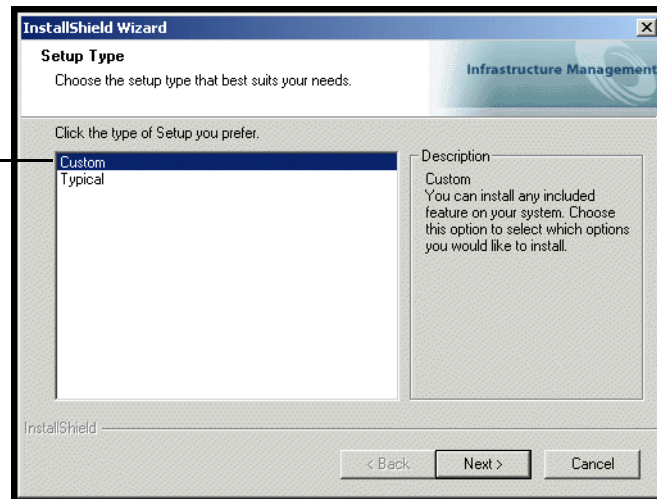 InstallShield Wizard
Setup Type
Choose the setup type that best suits your needs.
Infrastructure Management
Click the type of Setup you prefer.
Custom
Typical
Description
Custom
You can install any included
feature on your system. Choose
this option to select which options
you would like to install.
InstallShield
< Back
Next >
Cancel